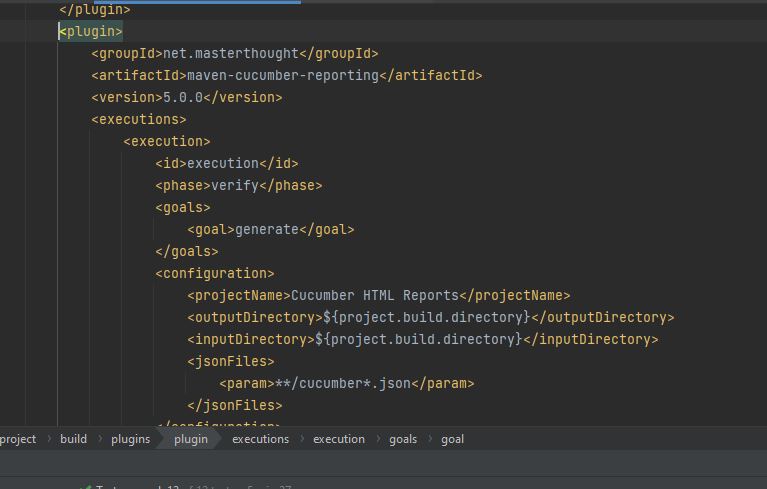 </plugin>
<plugin>
<groupId>net.masterthought</groupId>
<artifactId>maven-cucumber-reporting</artifactId>
<version>5.0.0</version>
<executions>
<execution>
<id>execution</id>
<phase>verify</phase>
<goals>
<goal>generate</goal>
</goals>
<configuration>
<projectName>Cucumber HTML Reports</projectName>
<outputDirectory>${project.build.directory}</outputDirectory>
<inputDirectory>${project.build.directory}</inputDirectory>
<jsonFiles>
<param>**/cucumber*.json</param>
</jsonFiles>
</configuration>
project › build › plugins › plugin › executions › execution › goals › goal